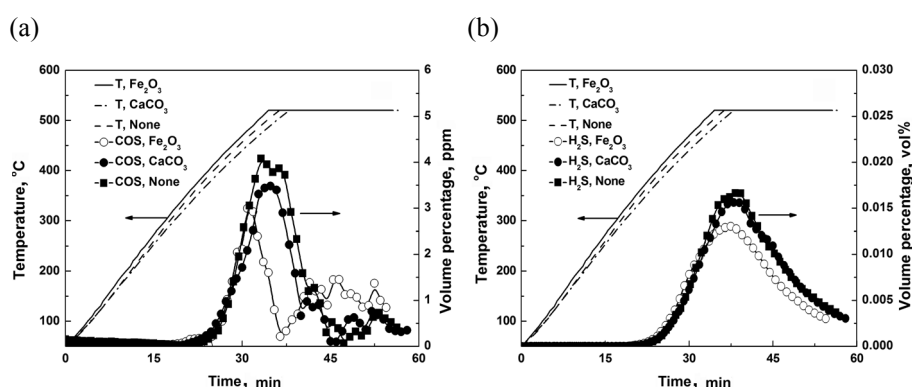 (a)
(b)
600
500
400
300
200
100
0
15
30
45
60
0
1
2
3
4
5
6
Temperature, °C
Time, min
Volume percentage, ppm
T, Fe₂O₃
T, CaCO₃
T, None
COS, Fe₂O₃
COS, CaCO₃
COS, None
600
500
400
300
200
100
0
15
30
45
60
0.000
0.005
0.010
0.015
0.020
0.025
0.030
Temperature, °C
Time, min
Volume percentage, vol%
T, Fe₂O₃
T, CaCO₃
T, None
H₂S, Fe₂O₃
H₂S, CaCO₃
H₂S, None